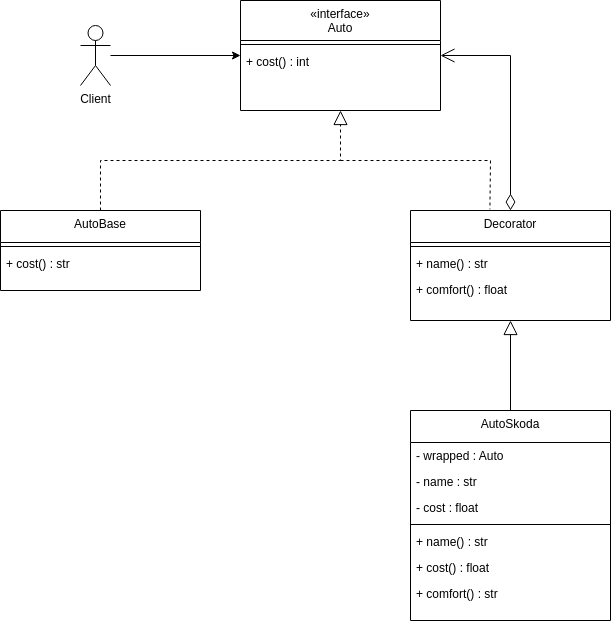 «interface»
Auto
+ cost() : int
Client
AutoBase
+ cost() : str
Decorator
+ name() : str
+ comfort() : float
AutoSkoda
- wrapped : Auto
- name : str
- cost : float
+ name() : str
+ cost() : float
+ comfort() : str